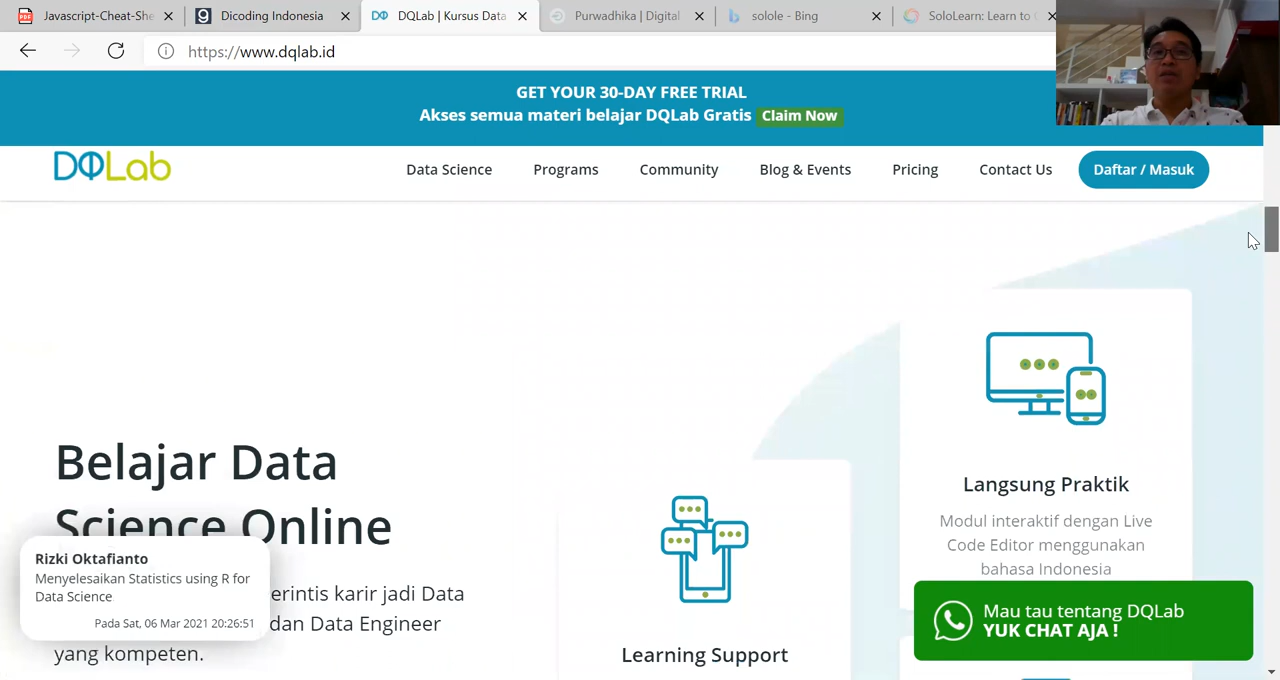 Javascript-Cheat-She
Dicoding Indonesia
DQLab | Kursus Data
Purwadhika | Digital
solole - Bing
SoloLearn: Learn to
https://www.dqlab.id
GET YOUR 30-DAY FREE TRIAL
Akses semua materi belajar DQLab Gratis Claim Now
DQLab
Data Science
Programs
Community
Blog & Events
Pricing
Contact Us
Daftar / Masuk
Belajar Data
Science Online
erintis karir jadi Data
dan Data Engineer
yang kompeten.
Rizki Oktafianto
Menyelesaikan Statistics using R for
Data Science
Pada Sat, 06 Mar 2021 20:26:51
Learning Support
Langsung Praktik
Modul interaktif dengan Live
Code Editor menggunakan
bahasa Indonesia
Mau tau tentang DQLab
YUK CHAT AJA !